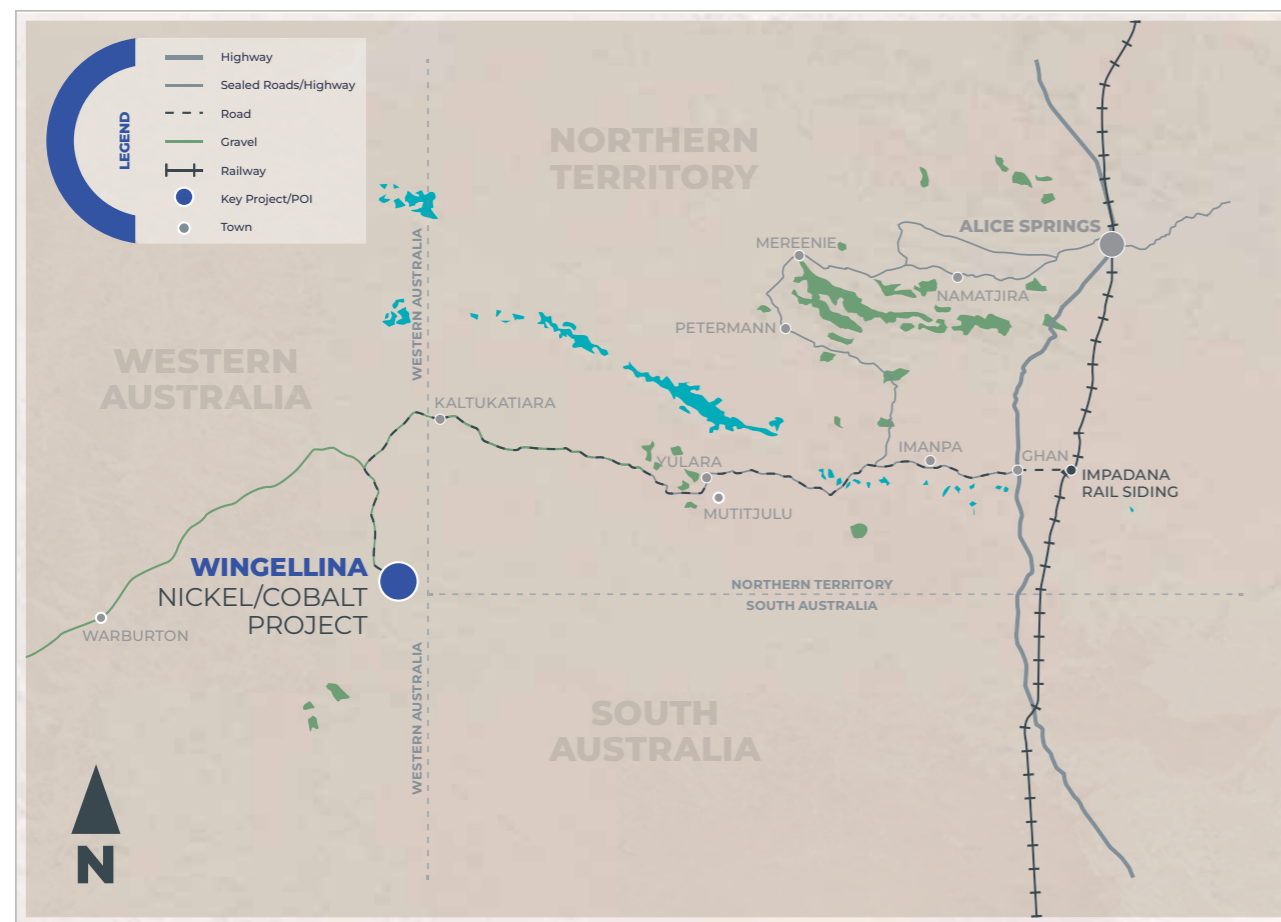 LEGEND
Highway
Sealed Roads/Highway
Road
Gravel
Railway
Key Project/POI
Town
NORTHERN
TERRITORY
WESTERN AUSTRALIA
ALICE SPRINGS
MEREENIE
NAMATJIRA
PETERMANN
WESTERN
AUSTRALIA
KALTUKATIARA
YULARA
IMANPA
GHAN
IMPADANA
RAIL SIDING
MUTITJULU
WINGELLINA
NICKEL/COBALT
PROJECT
NORTHERN TERRITORY
SOUTH AUSTRALIA
WARBURTON
WESTERN AUSTRALIA
SOUTH
AUSTRALIA
N